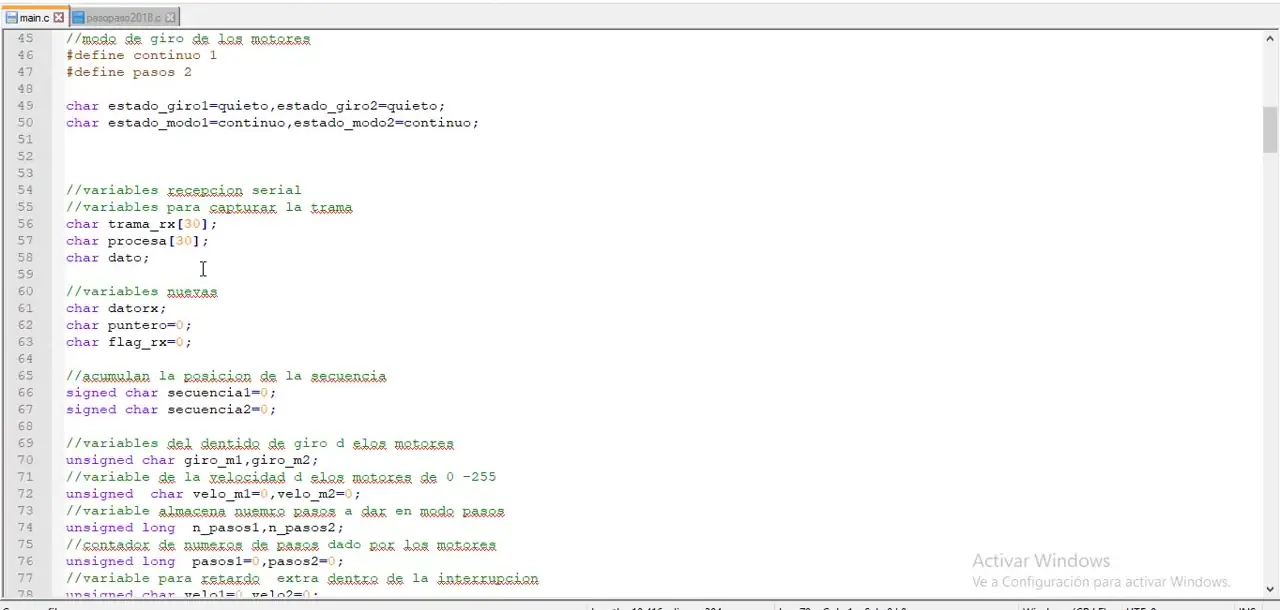 main.c pasopaso2018.c
45 //modo de giro de los motores
46 #define continuo 1
47 #define pasos 2
48
49 char estado_giro1=quieto,estado_giro2=quieto;
50 char estado_modo1=continuo,estado_modo2=continuo;
51
52
53
54 //variables recepcion serial
55 //variables para capturar la trama
56 char trama_rx[30];
57 char procesa[30];
58 char dato;
59
60 //variables nuevas
61 char datorx;
62 char puntero=0;
63 char flag_rx=0;
64
65 //acumulan la posicion de la secuencia
66 signed char secuencia1=0;
67 signed char secuencia2=0;
68
69 //variables del dentido de giro d elos motores
70 unsigned char giro_m1,giro_m2;
71 //variable de la velocidad d elos motores de 0 -255
72 unsigned  char velo_m1=0,velo_m2=0;
73 //variable almacena nuemro pasos a dar en modo pasos
74 unsigned long  n_pasos1,n_pasos2;
75 //contador de numeros de pasos dado por los motores
76 unsigned long  pasos1=0,pasos2=0;
77 //variable para retardo  extra dentro de la interrupcion
78 unsigned char velo1=0,velo2=0;
Activar Windows
Ve a Configuración para activar Windows.